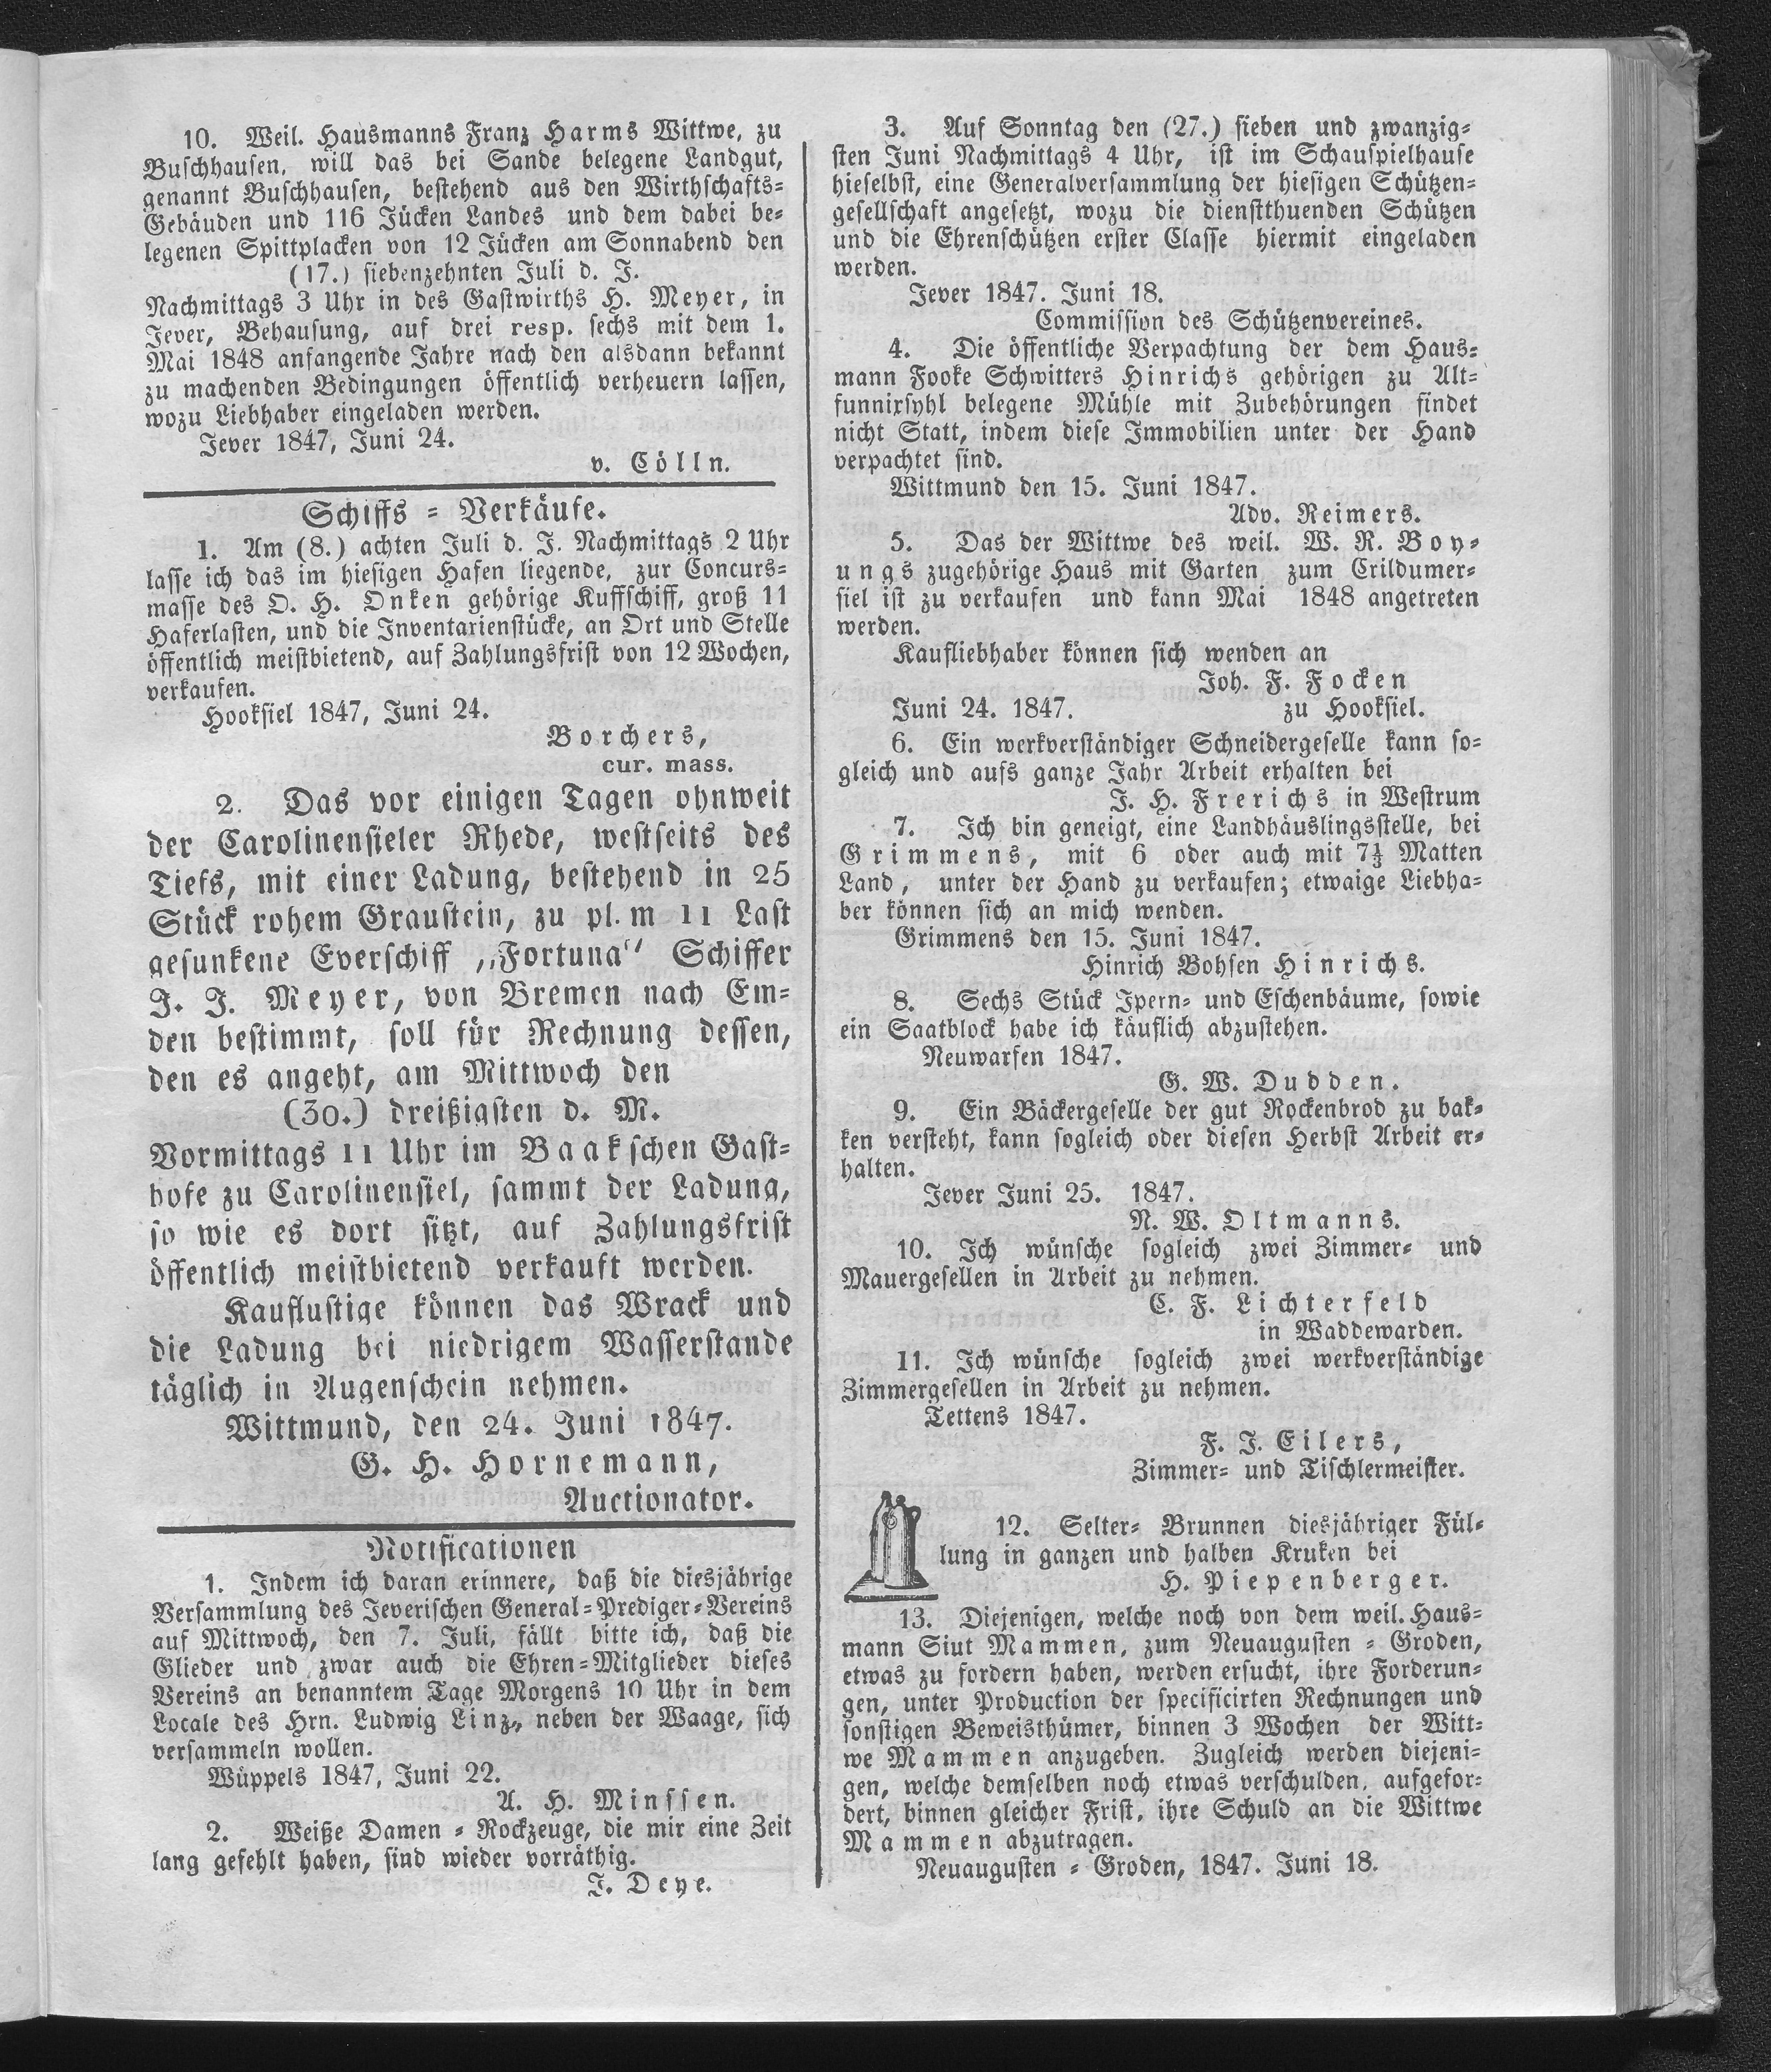 10. Weil. Hausmanns Franz Harms Wittwe, zu
Buschhausen, will das bei Sande belegene Landgut,
genannt Buschhausen, bestehend aus den Wirthschafts-
Gebäuden und 116 Jücken Landes und dem dabei be-
legenen Spittplacken von 12 Jücken am Sonnabend den
(17.) siebenzehnten Juli d. J.
Nachmittags 3 Uhr in des Gastwirths H. Meyer, in
Jever, Behausung, auf drei resp. sechs mit dem 1.
Mai 1848 anfangende Jahre nach den alsdann bekannt
zu machenden Bedingungen öffentlich verheuern lassen,
wozu Liebhaber eingeladen werden.
Jever 1847, Juni 24.
v. Cölln.
Schiffs-Verkäufe.
1. Am (8.) achten Juli d. J. Nachmittags 2 Uhr
lasse ich das im hiesigen Hafen liegende, zur Concurs-
masse des O. H. Onken gehörige Kuffschiff, groß 11
Haferlasten, und die Inventarienstücke, an Ort und Stelle
öffentlich meistbietend, auf Zahlungsfrist von 12 Wochen,
verkaufen.
Hooksiel 1847, Juni 24.
Borchers,
cur. mass.
2. Das vor einigen Tagen ohnweit
der Carolinensieler Rhede, westseits des
Tiefs, mit einer Ladung, bestehend in 25
Stück rohem Graustein, zu pl. m 11 Last
gesunkene Everschiff „Fortuna“ Schiffer
J. J. Meyer, von Bremen nach Em-
den bestimmt, soll für Rechnung dessen,
den es angeht, am Mittwoch den
(30.) dreißigsten d. M.
Vormittags 11 Uhr im Baakschen Gast-
hofe zu Carolinensiel, sammt der Ladung,
so wie es dort sitzt, auf Zahlungsfrist
öffentlich meistbietend verkauft werden.
Kauflustige können das Wrack und
die Ladung bei niedrigem Wasserstande
täglich in Augenschein nehmen.
Wittmund, den 24. Juni 1847.
G. H. Hornemann,
Auctionator.
Notificationen
1. Indem ich daran erinnere, daß die diesjährige
Versammlung des Jeverischen General-Prediger-Vereins
auf Mittwoch, den 7. Juli, fällt bitte ich, daß die
Glieder und zwar auch die Ehren-Mitglieder dieses
Vereins an benanntem Tage Morgens 10 Uhr in dem
Locale des Hrn. Ludwig Linz,, neben der Waage, sich
versammeln wollen.
Wüppels 1847, Juni 22.
A. H. Minssen.
2. Weiße Damen-Rockzeuge, die mir eine Zeit
lang gefehlt haben, sind wieder vorräthig.
J. Deye.
3. Auf Sonntag den (27.) sieben und zwanzig-
sten Juni Nachmittags 4 Uhr, ist im Schauspielhause
hieselbst, eine Generalversammlung der hiesigen Schützen-
gesellschaft angesetzt, wozu die dienstthuenden Schützen
und die Ehrenschützen erster Classe hiermit eingeladen
werden.
Jever 1847. Juni 18.
Commission des Schützenvereines.
4. Die öffentliche Verpachtung der dem Haus-
mann Fooke Schwitters Hinrichs gehörigen zu Alt-
funnixsyhl belegene Mühle mit Zubehörungen findet
nicht Statt, indem diese Immobilien unter der Hand
verpachtet sind.
Wittmund den 15. Juni 1847.
Adv. Reimers.
5. Das der Wittwe des weil. W. R. Boy-
ungs zugehörige Haus mit Garten zum Crildumer-
siel ist zu verkaufen und kann Mai 1848 angetreten
werden.
Kaufliebhaber können sich wenden an
Joh. F. Focken
Juni 24. 1847. zu Hooksiel.
6. Ein werkverständiger Schneidergeselle kann so-
gleich und aufs ganze Jahr Arbeit erhalten bei
J. H. Frerichs in Westrum
7. Ich bin geneigt, eine Landhäuslingsstelle, bei
Grimmens, mit 6 oder auch mit 7⅓ Matten
Land, unter der Hand zu verkaufen; etwaige Liebha-
ber können sich an mich wenden.
Grimmens den 15. Juni 1847.
Hinrich Bohsen Hinrichs.
8. Sechs Stück Ipern- und Eschenbäume, sowie
ein Saatblock habe ich käuflich abzustehen.
Neuwarfen 1847.
G. W. Dudden.
9. Ein Bäckergeselle der gut Rockenbrod zu bak-
ken versteht, kann sogleich oder diesen Herbst Arbeit er-
halten.
Jever Juni 25. 1847.
N. W. Oltmanns.
10. Ich wünsche sogleich zwei Zimmer- und
Mauergesellen in Arbeit zu nehmen.
C. F. Lichterfeld
in Waddewarden.
11. Ich wünsche sogleich zwei werkverständige
Zimmergesellen in Arbeit zu nehmen.
Tettens 1847.
F. J. Eilers,
Zimmer- und Tischlermeister.
12. Selter-Brunnen diesjähriger Fül-
lung in ganzen und halben Kruken bei
H. Piepenberger.
13. Diejenigen, welche noch von dem weil. Haus-
mann Siut Mammen, zum Neuaugusten-Groden,
etwas zu fordern haben, werden ersucht, ihre Forderun-
gen, unter Production der specificirten Rechnungen und
sonstigen Beweisthümer, binnen 3 Wochen der Witt-
we Mammen anzugeben. Zugleich werden diejeni-
gen, welche demselben noch etwas verschulden, aufgefor-
dert, binnen gleicher Frist, ihre Schuld an die Wittwe
Mammen abzutragen.
Neuaugusten-Groden, 1847. Juni 18.